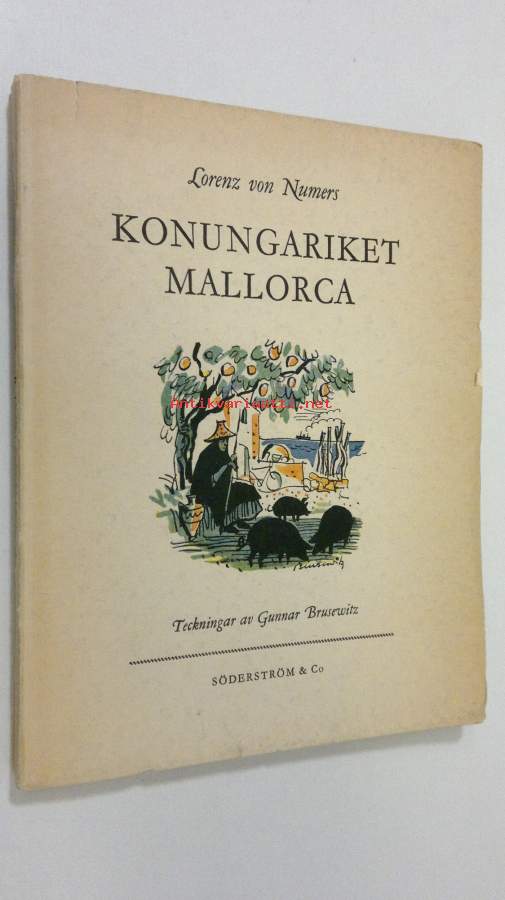 Lorenz von Numers
KONUNGARIKET
MALLORCA
Antikvariaatti.net
Brusewitz
Teckningar av Gunnar Brusewitz
SÖDERSTRÖM & Co